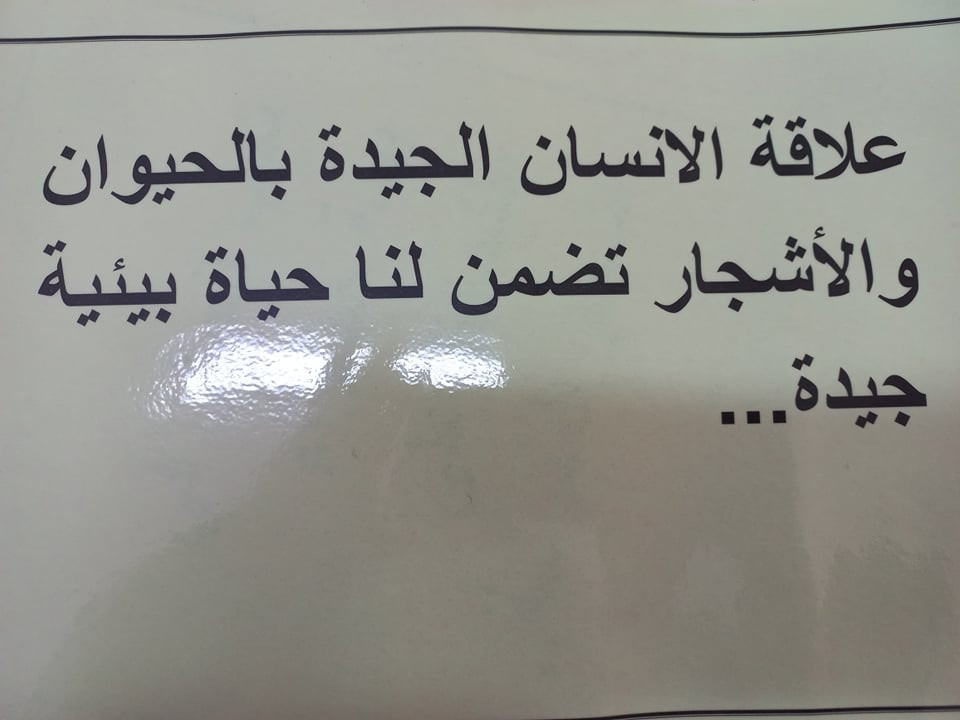 علاقة الانسان الجيدة بالحيوان
والأشجار تضمن لنا حياة بيئية
جيدة...